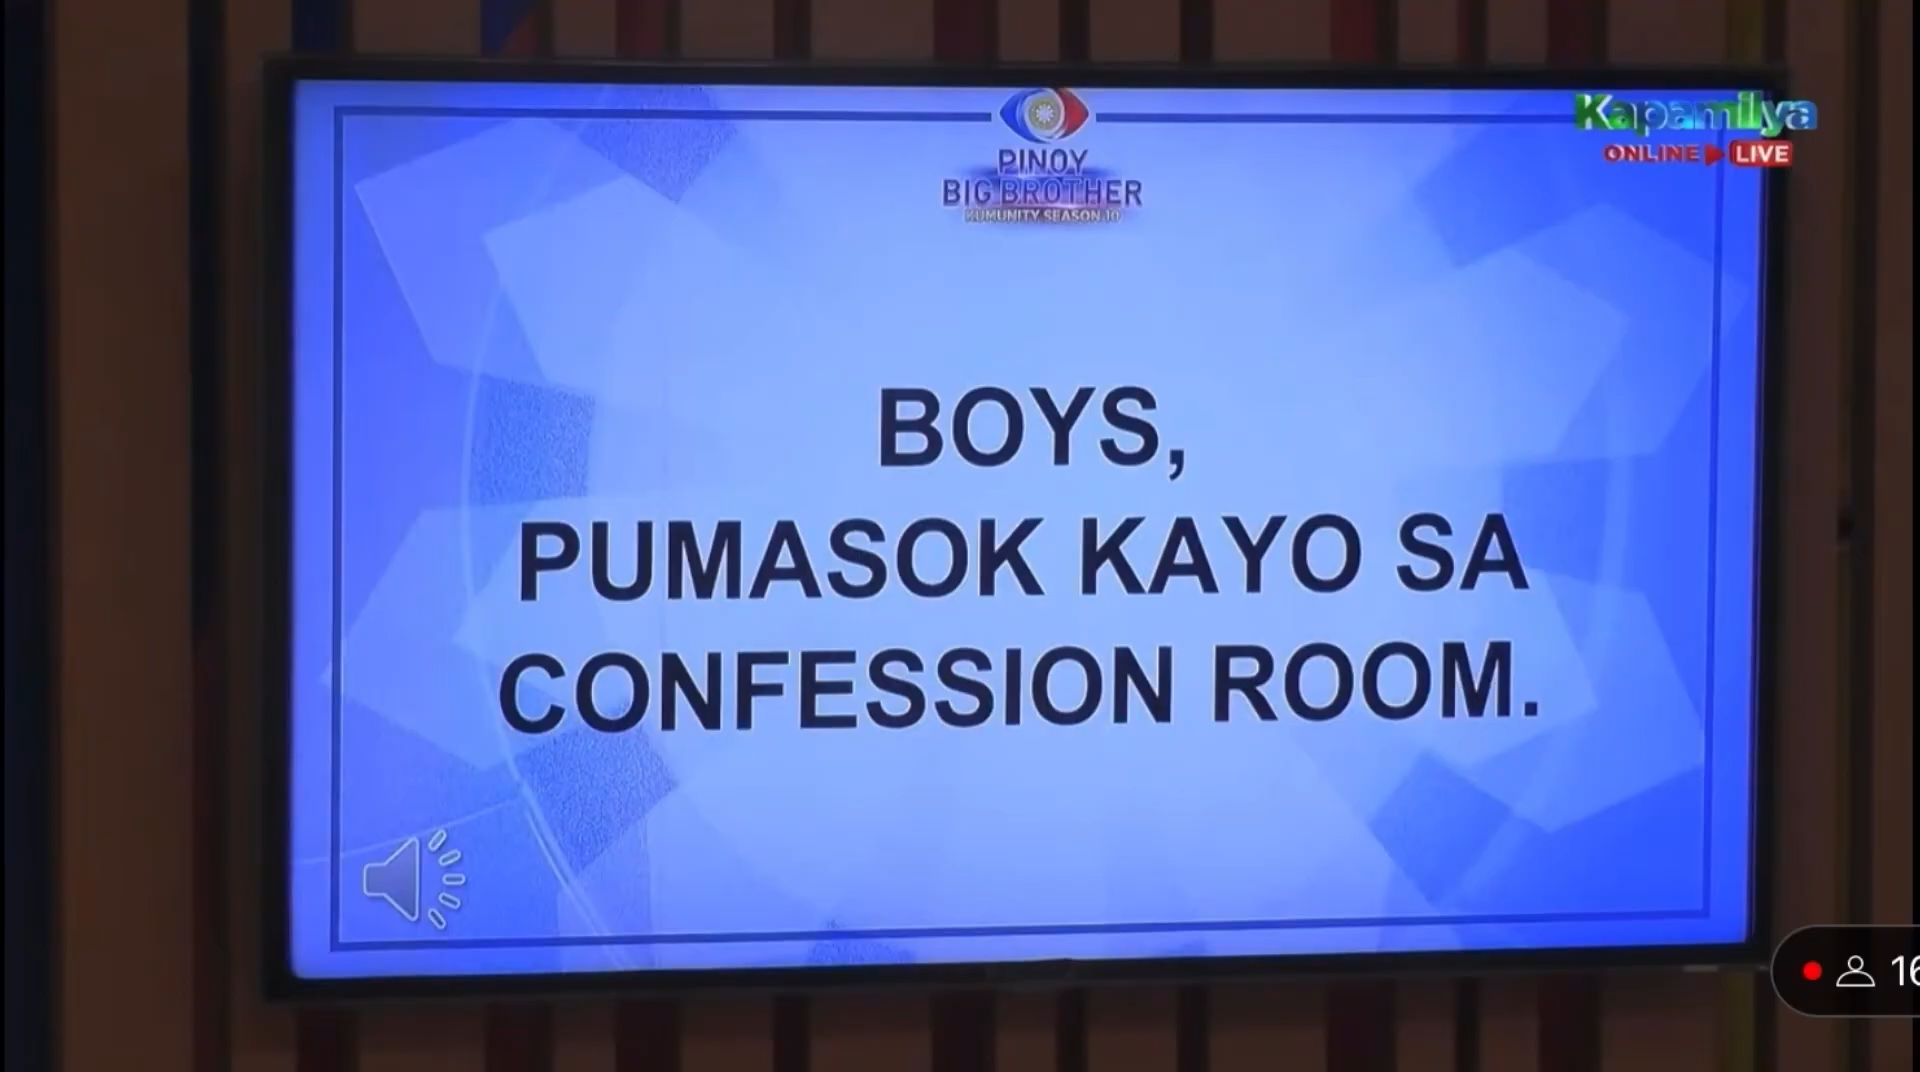 Kapamilya
ONLINE LIVE
PINOY
BIG BROTHER
KUMUNITY SEASON 10
BOYS,
PUMASOK KAYO SA
CONFESSION ROOM.